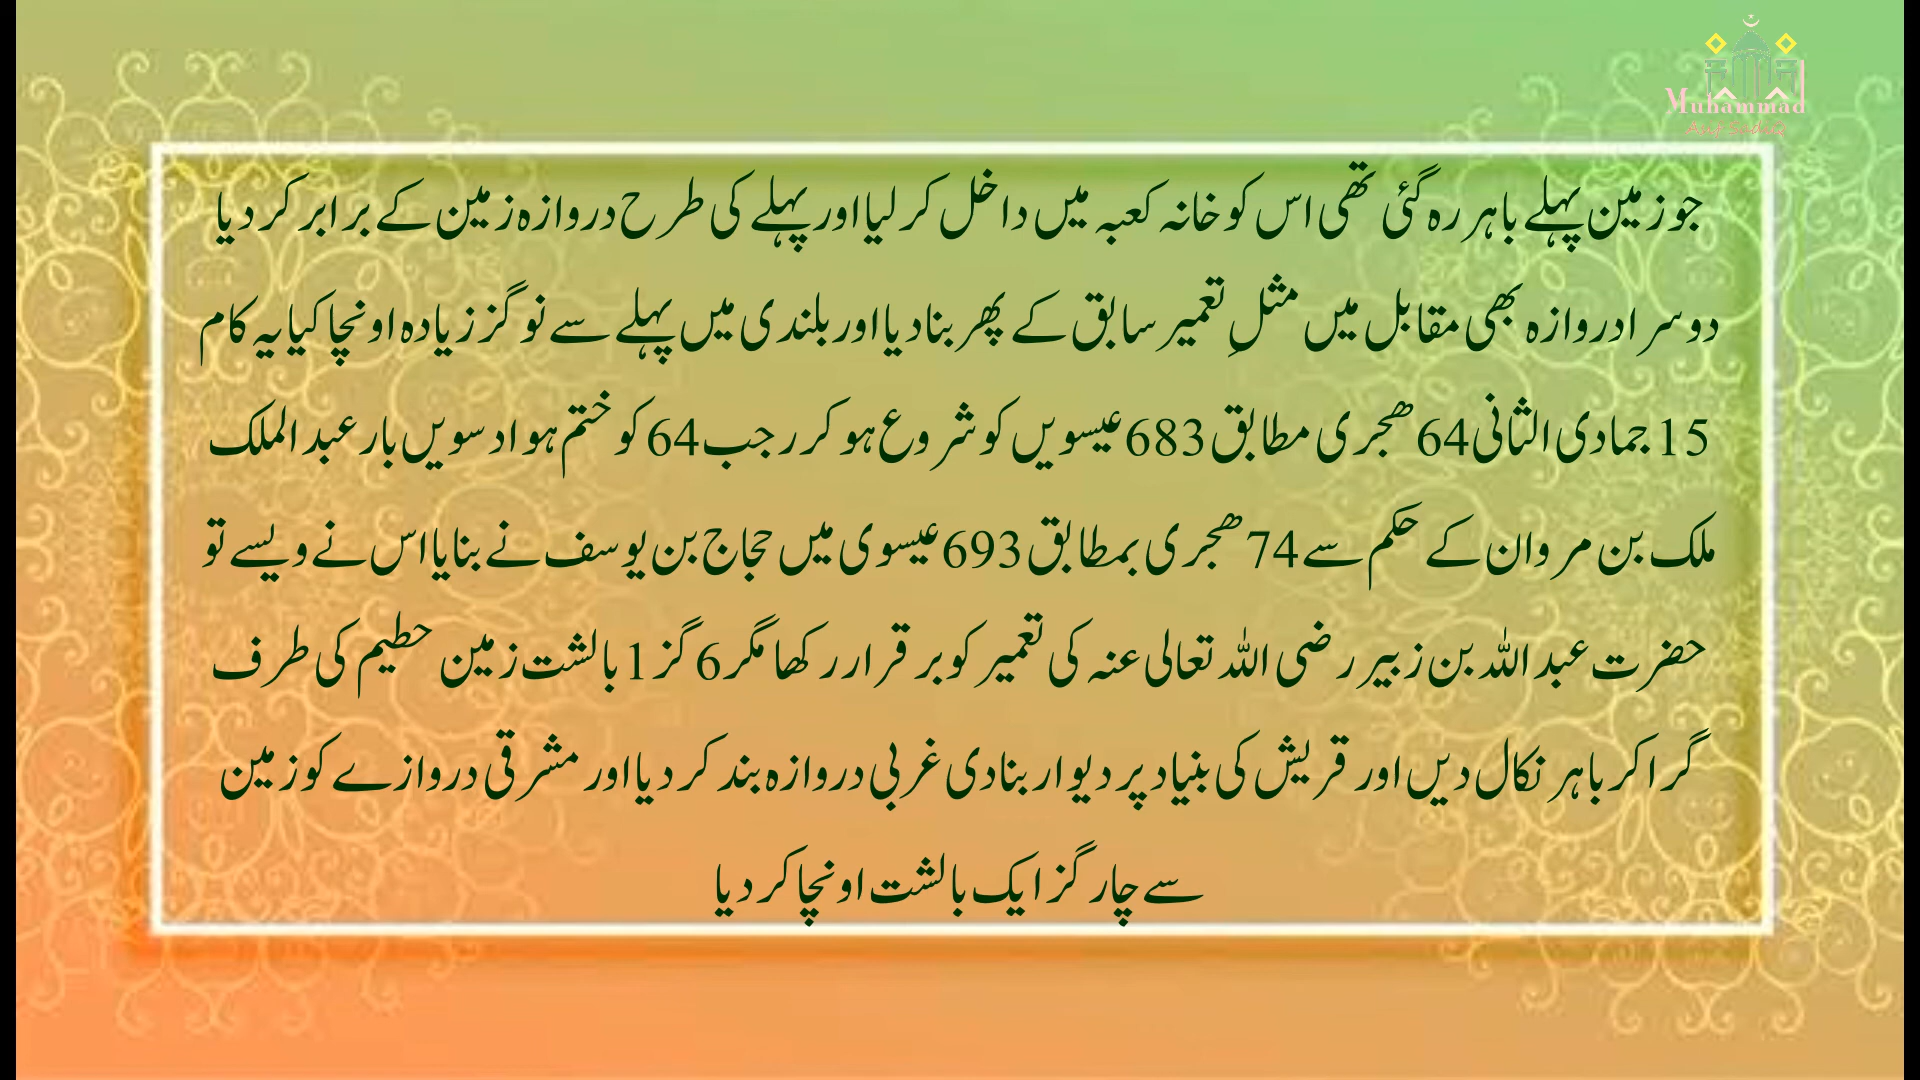 Muhammad
جو زمین پہلے باہر رہ گئی تھی اس کو خانہ کعبہ میں داخل کر لیا اور پہلے کی طرح دروازہ زمین کے برابر کر دیا
دوسرا دروازہ بھی مقابل میں مثلِ تعمیر سابق کے پھر بنا دیا اور بلندی میں پہلے سے نو گز زیادہ اونچا کیا یہ کام
15 جمادی الثانی 64 ھجری مطابق 683 عیسویں کو شروع ہو کر رجب 64 کو ختم ہوا دسویں بار عبد الملک
ملک بن مروان کے حکم سے 74 ھجری بمطابق 693 عیسوی میں حجاج بن یوسف نے بنایا اس نے ویسے تو
حضرت عبد اللہ بن زبیر رضی اللہ تعالی عنہ کی تعمیر کو بر قرار رکھا مگر 6 گز 1 بالشت زمین حطیم کی طرف
گرا کر باہر نکال دیں اور قریش کی بنیاد پر دیوار بنادی غربی دروازہ بند کر دیا اور مشرقی دروازے کو زمین
سے چار گز ایک بالشت اونچا کر دیا